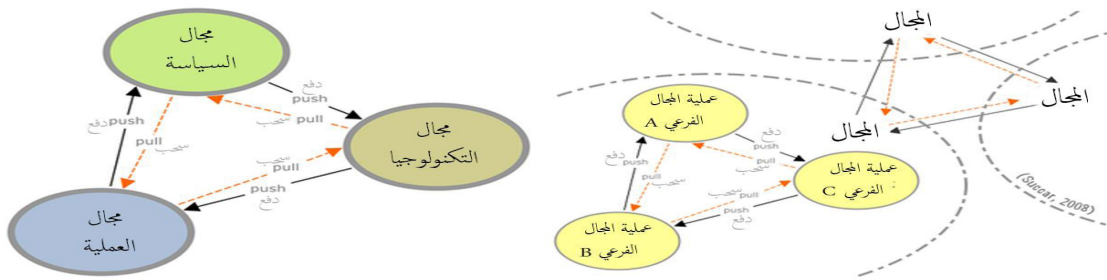 مجال
السياسة
دفع
push
سحب
pull
دفع push
pull
سحب
مجال
التكنولوجيا
سحب
pull
push
دفع
مجال
العملية
المجال
المجال
المجال
عملية المجال
الفرعي A
دفع
push
سحب
pull
دفع
push
pull
سحب
عملية المجال
الفرعي C
سحب
pull
push
دفع
عملية المجال
الفرعي B
(Succar, 2008)